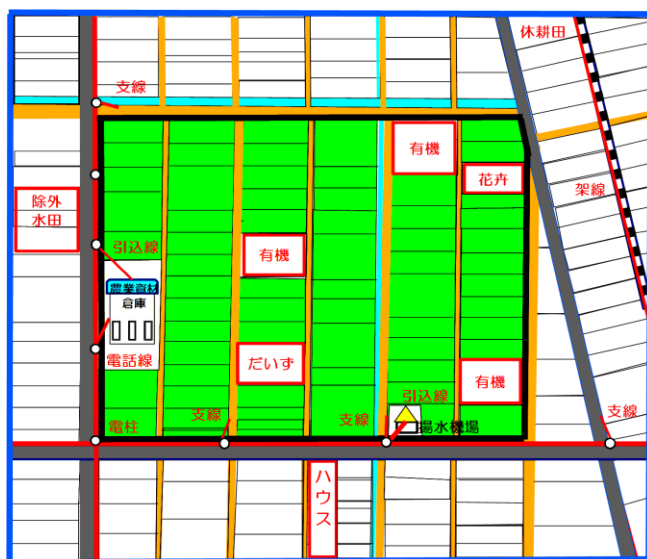 休耕田
支線
有機
花卉
架線
除外
水田
引込線
有機
農業資材
倉庫
電話線
だいず
有機
引込線
支線
支線
支線
電柱
揚水機場
ハウス